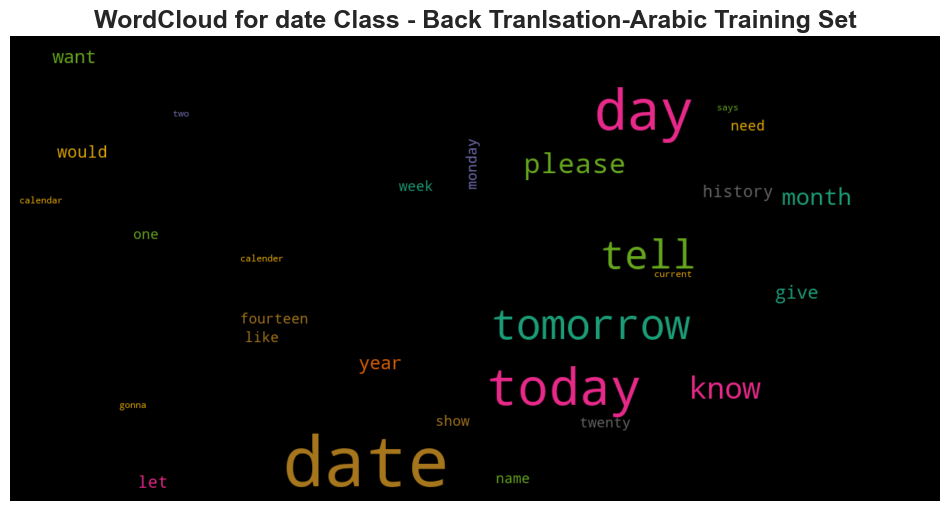 WordCloud for date Class - Back Tranlsation-Arabic Training Set
want
day
says
two
need
would
monday
please
week
history
month
calendar
one
tell
calender
current
give
fourteen
tomorrow
like
year
today
know
gonna
show
twenty
date
name
let